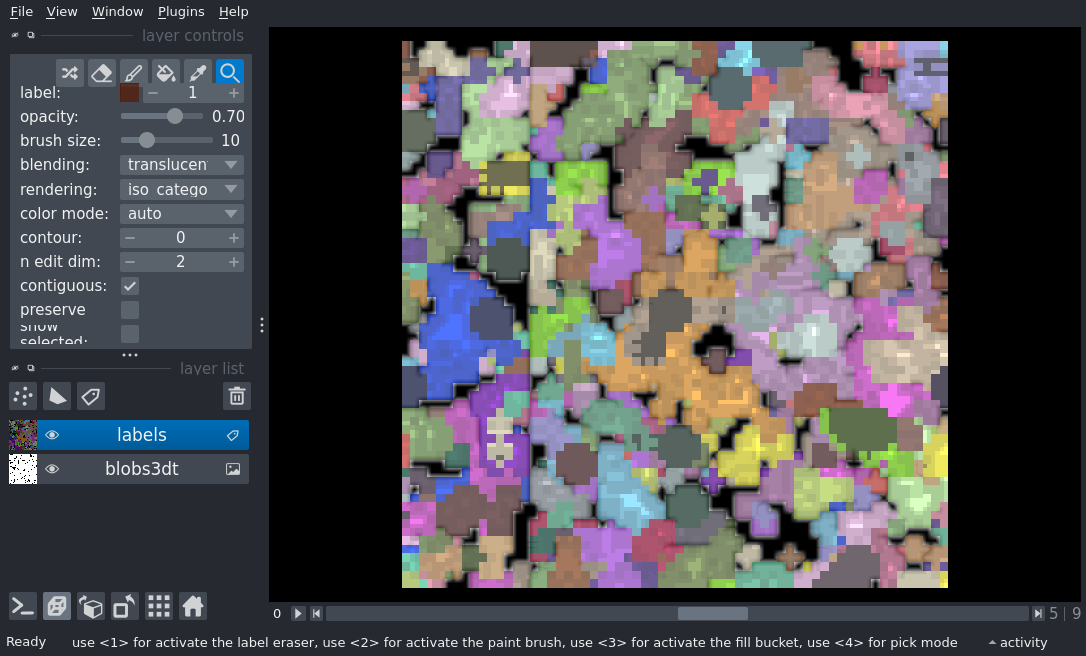 File View Window Plugins Help
layer controls
label: 1
opacity: 0.70
brush size: 10
blending: translucen
rendering: iso_catego
color mode: auto
contour: 0
n edit dim: 2
contiguous:
preserve
show
selected:
layer list
labels
blobs3dt
0 5 | 9
Ready use <1> for activate the label eraser, use <2> for activate the paint brush, use <3> for activate the fill bucket, use <4> for pick mode activity